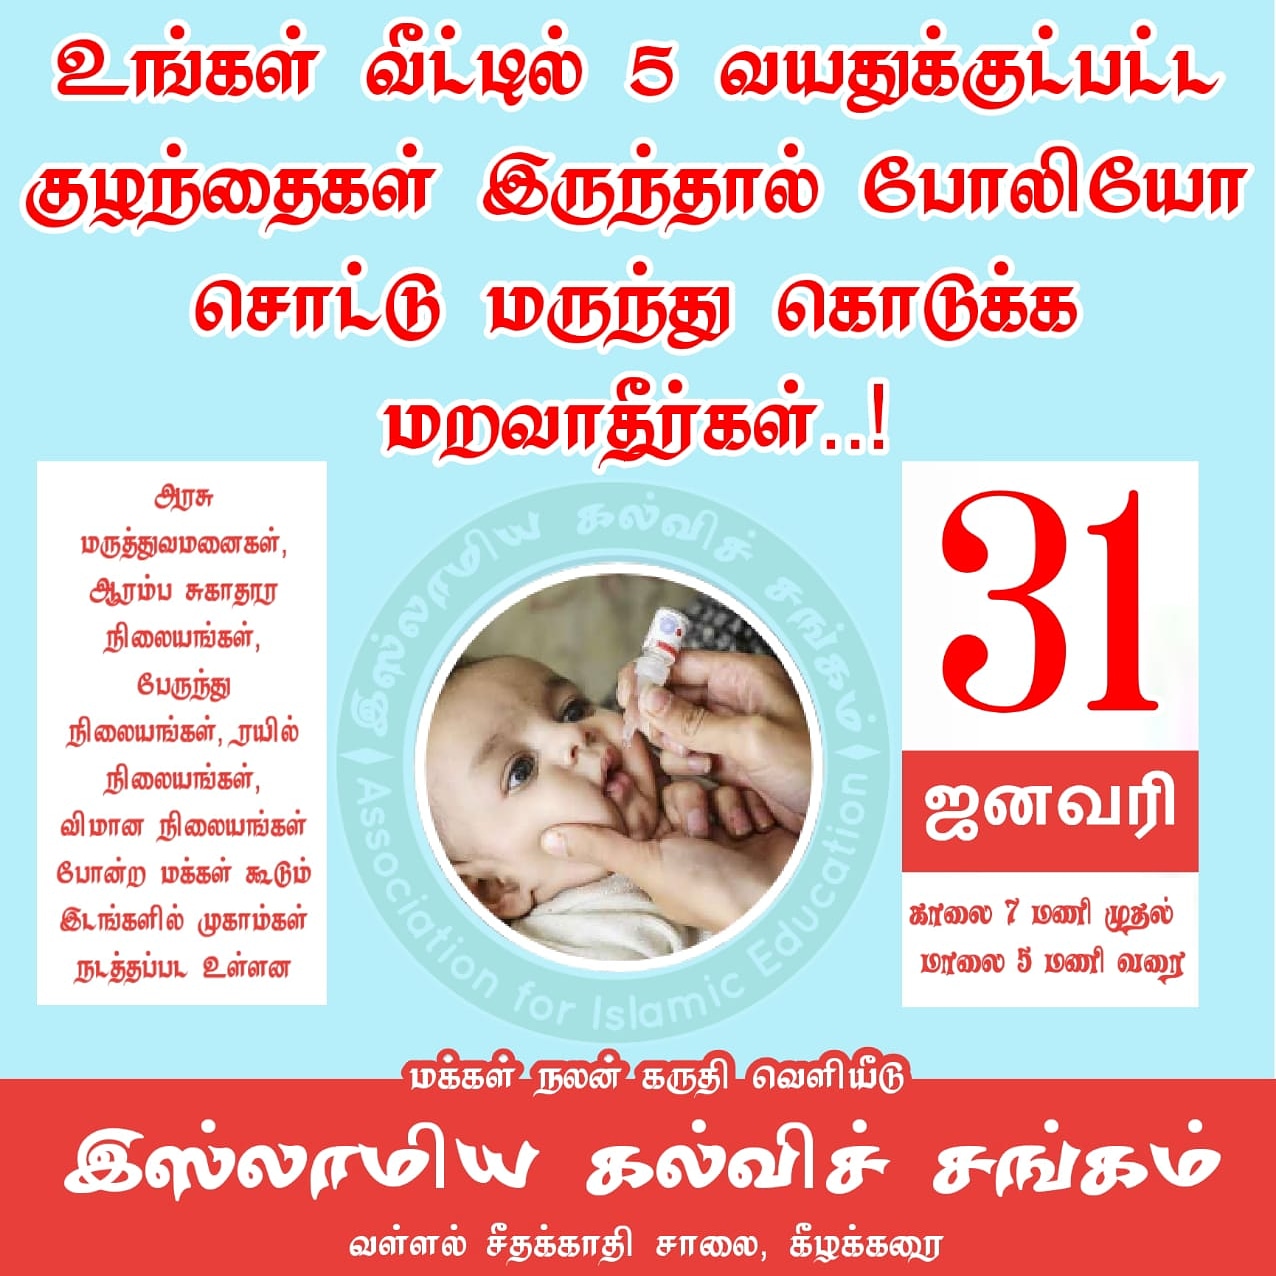 உங்கள் வீட்டில் 5 வயதுக்குட்பட்ட
குழந்தைகள் இருந்தால் போலியோ
சொட்டு மருந்து கொடுக்க
மறவாதீர்கள்..!
அரசு
மருத்துவமனைகள்,
ஆரம்ப சுகாதார
நிலையங்கள்,
பேருந்து
நிலையங்கள், ரயில்
நிலையங்கள்,
விமான நிலையங்கள்
போன்ற மக்கள் கூடும்
இடங்களில் முகாம்கள்
நடத்தப்பட உள்ளன
இஸ்லாமிய கல்விச் சங்கம்
Association for Islamic Education
31
ஜனவரி
காலை 7 மணி முதல்
மாலை 5 மணி வரை
மக்கள் நலன் கருதி வெளியீடு
இஸ்லாமிய கல்விச் சங்கம்
வள்ளல் சீதக்காதி சாலை, கீழக்கரை